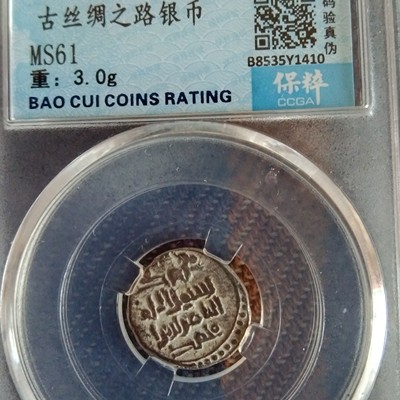 古丝绸之路银币
MS61
重：3.0g
BAO CUI COINS RATING
码验真伪
B8535Y1410
保粹
CCGA